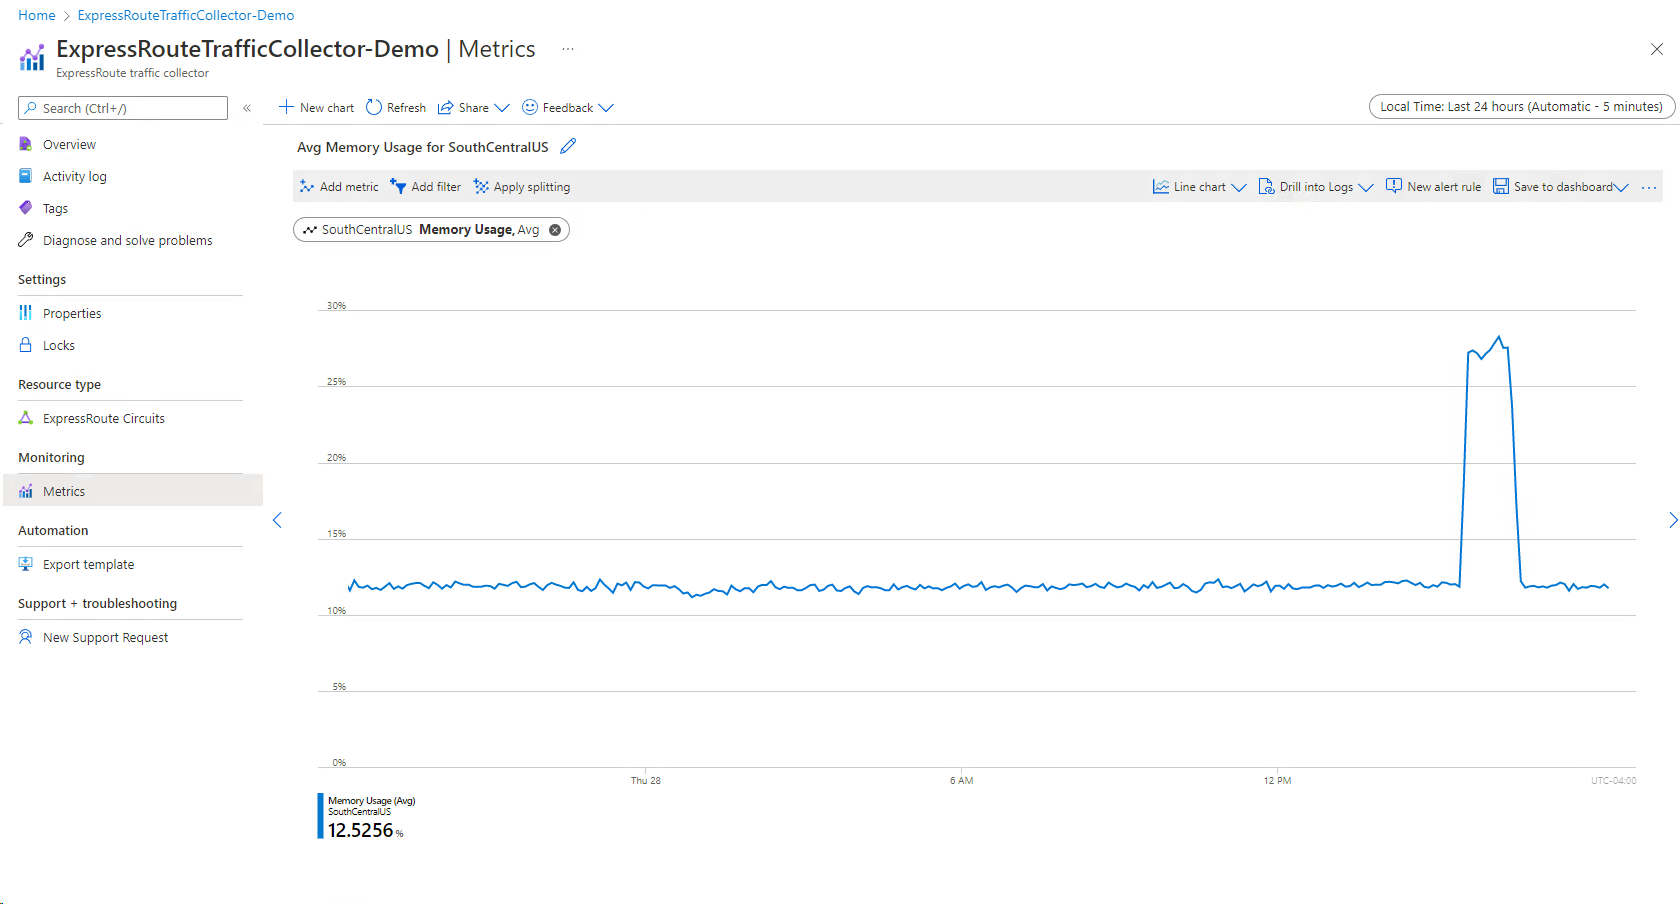 Home > ExpressRouteTrafficCollector-Demo
ExpressRouteTrafficCollector-Demo | Metrics ...
ExpressRoute traffic collector
Search (Ctrl+/)
«
New chart
Refresh
Share
Feedback
Local Time: Last 24 hours (Automatic - 5 minutes)
Overview
Activity log
Tags
Diagnose and solve problems
Settings
Properties
Locks
Resource type
ExpressRoute Circuits
Monitoring
Metrics
Automation
Export template
Support + troubleshooting
New Support Request
Avg Memory Usage for SouthCentralUS
Add metric
Add filter
Apply splitting
Line chart
Drill into Logs
New alert rule
Save to dashboard
...
SouthCentralUS Memory Usage, Avg
30%
25%
20%
15%
10%
5%
0%
Thu 28
6 AM
12 PM
UTC-04:00
Memory Usage (Avg)
SouthCentralUS
12.5256 %